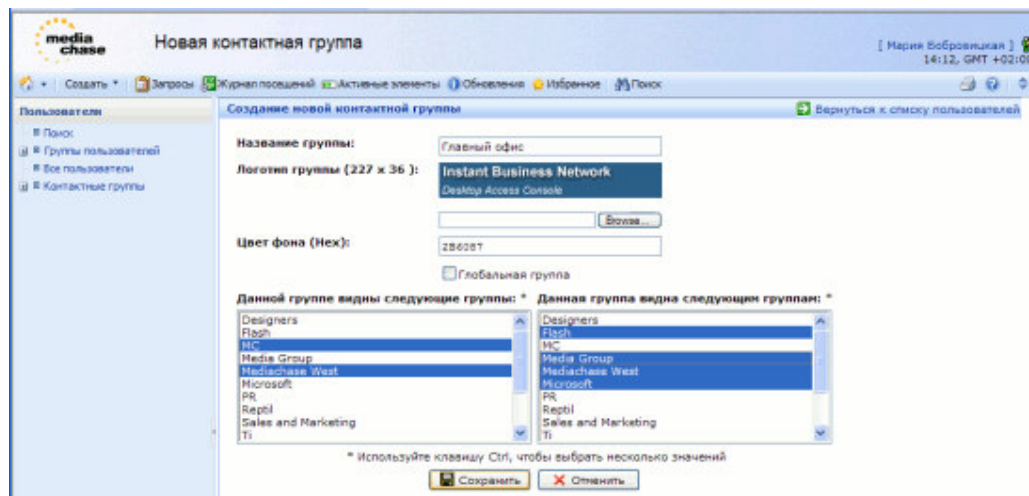 media
chase
Новая контактная группа
[ Мария Бобровицкая ]
14:12, GMT +02:00
Создать
Запросы
Журнал посещений
Активные элементы
Обновления
Избранное
Поиск
Пользователи
Создание новой контактной группы
Вернуться к списку пользователей
Поиск
Группы пользователей
Все пользователи
Контактные группы
Название группы:
Главный офис
Логотип группы (227 x 36 ):
Instant Business Network
Desktop Access Console
Browse...
Цвет фона (Hex):
2B6087
Глобальная группа
Данной группе видны следующие группы: *
Данная группа видна следующим группам: *
Designers
Flash
MC
Media Group
Mediachase West
Microsoft
PR
Reptil
Sales and Marketing
Ti
Designers
Flash
MC
Media Group
Mediachase West
Microsoft
PR
Reptil
Sales and Marketing
Ti
* Используйте клавишу Ctrl, чтобы выбрать несколько значений
Сохранить
Отменить